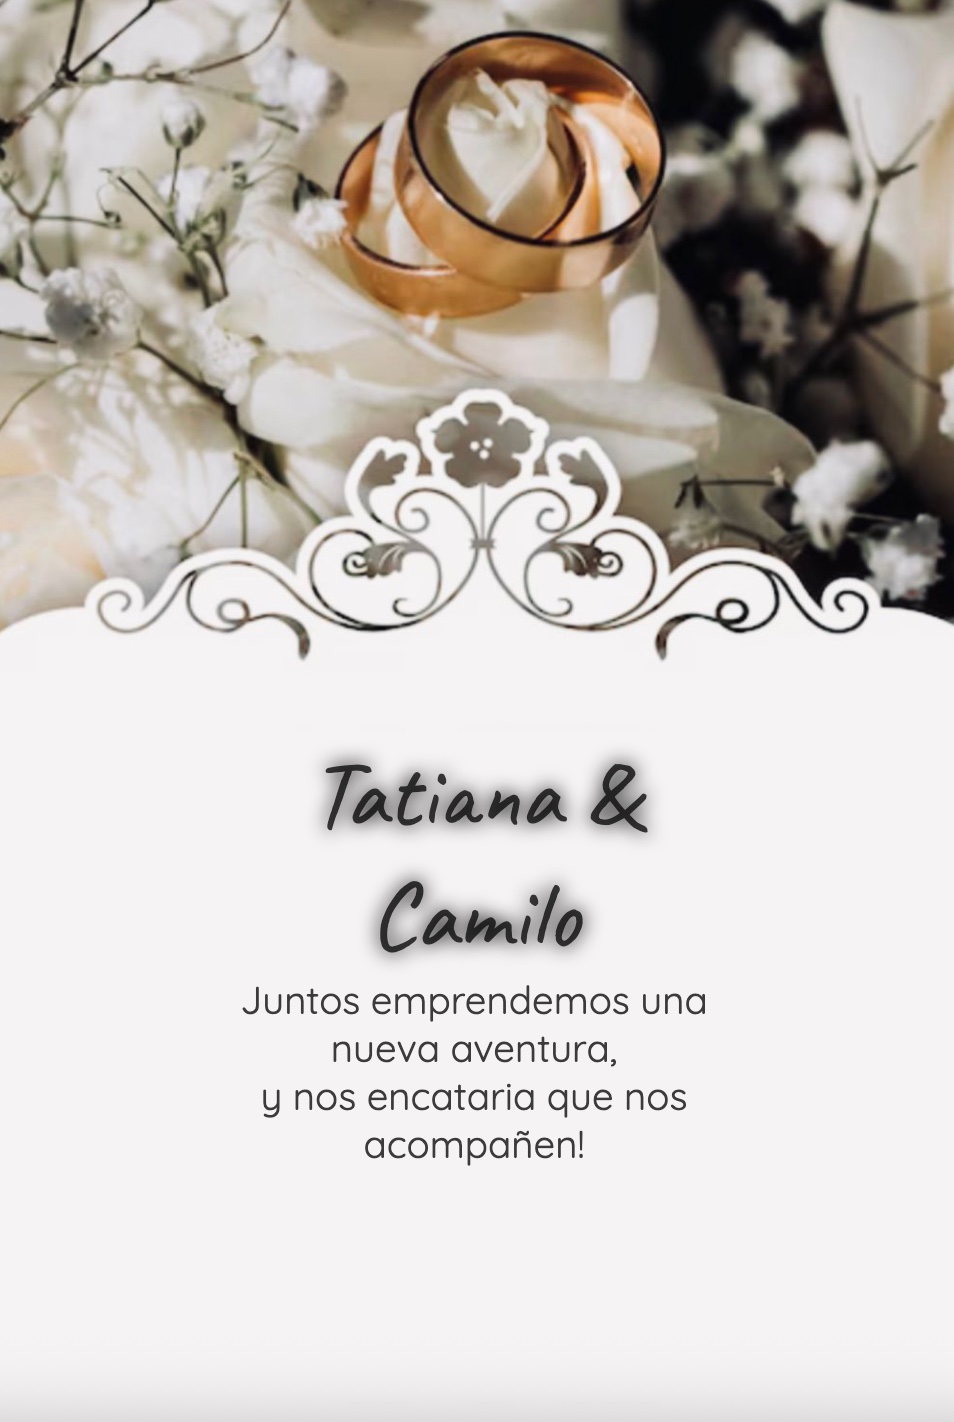 Tatiana &
Camilo
Juntos emprendemos una
nueva aventura,
y nos encataria que nos
acompañen!